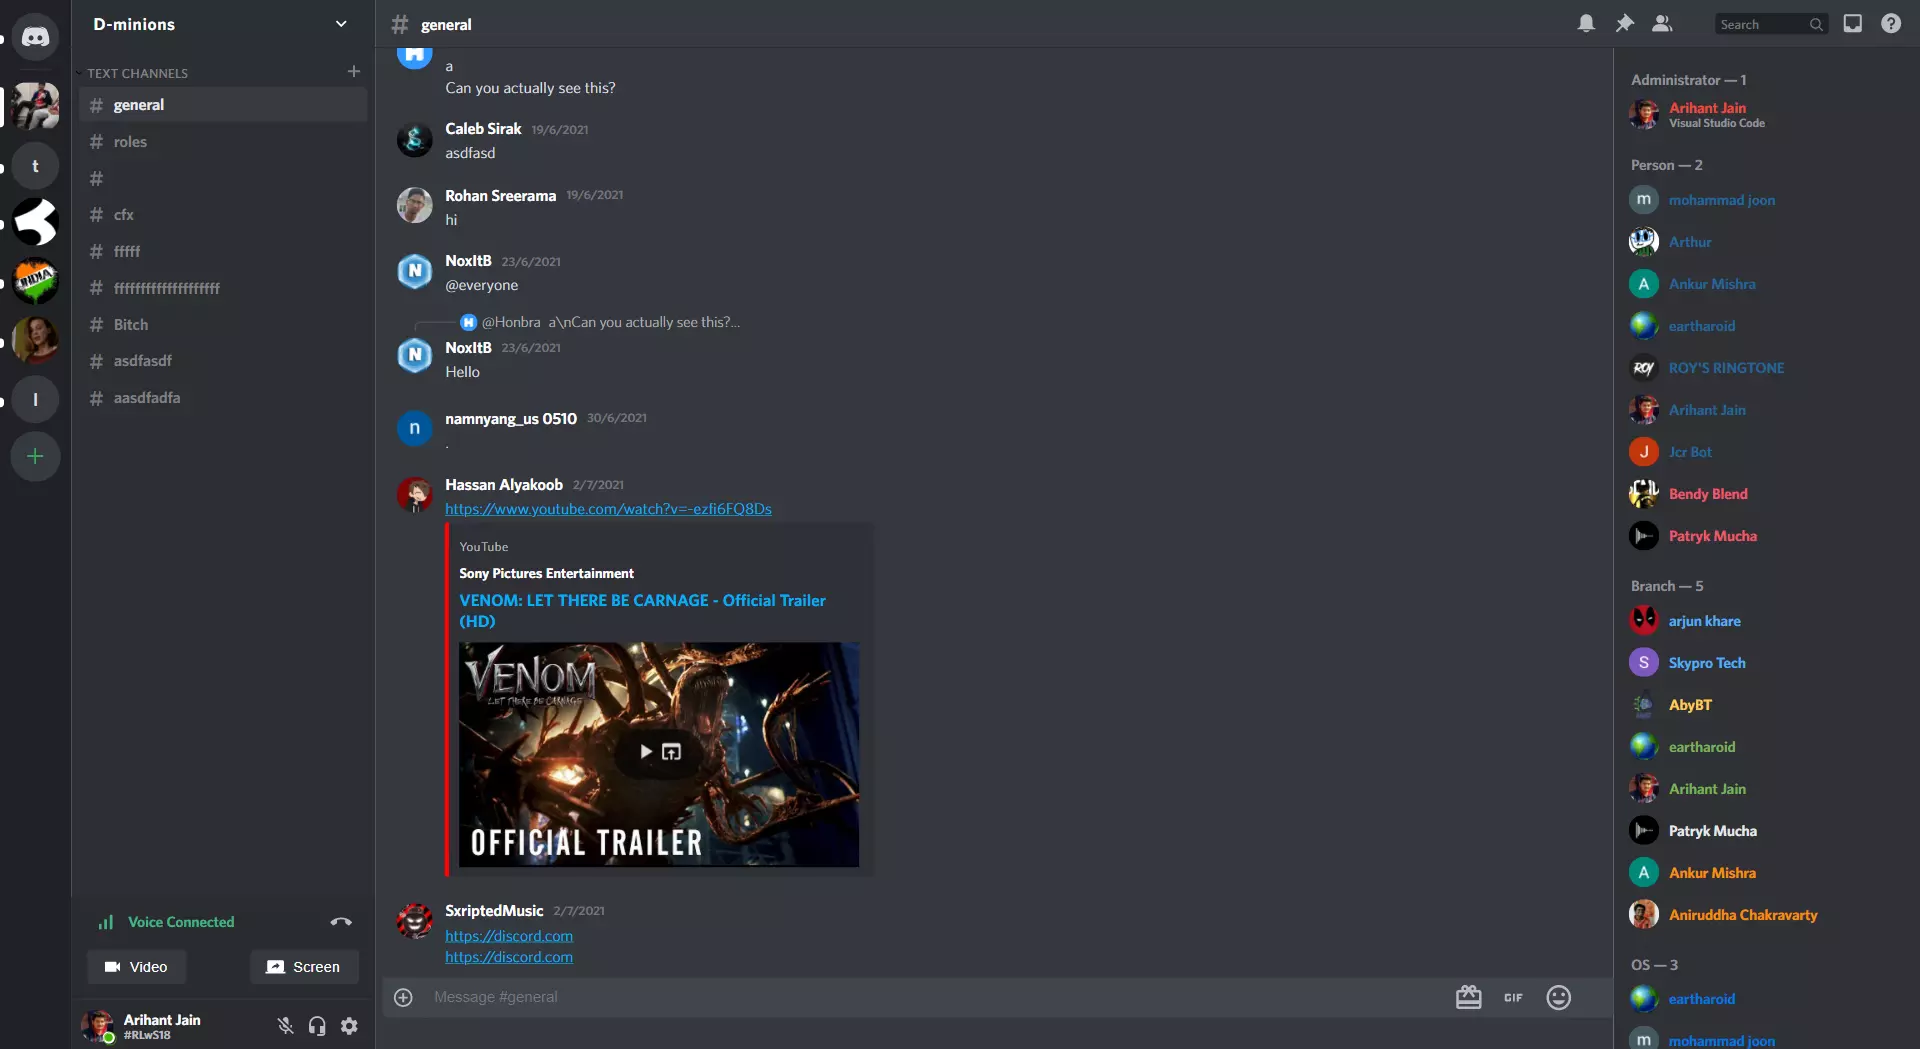 D-minions
TEXT CHANNELS
general
roles
cfx
fffff
ffffffffffffffffffff
Bitch
asdfasdf
aasdfadfa
t
INDIA
I
Voice Connected
Video
Screen
Arihant Jain
#RLwS18
# general
Search
H
a
Can you actually see this?
Caleb Sirak 19/6/2021
asdfasd
Rohan Sreerama 19/6/2021
hi
N
NoxItB 23/6/2021
@everyone
H @Honbra a\nCan you actually see this?...
N
NoxItB 23/6/2021
Hello
n
namnyang_us 0510 30/6/2021
.
Hassan Alyakoob 2/7/2021
https://www.youtube.com/watch?v=-ezfi6FQ8Ds
YouTube
Sony Pictures Entertainment
VENOM: LET THERE BE CARNAGE - Official Trailer
(HD)
VENOM
LET THERE BE CARNAGE
OFFICIAL TRAILER
SxriptedMusic 2/7/2021
https://discord.com
https://discord.com
Message #general
GIF
Administrator — 1
Arihant Jain
Visual Studio Code
Person — 2
m mohammad joon
Arthur
A Ankur Mishra
eartharoid
ROY ROY'S RINGTONE
Arihant Jain
J Jcr Bot
Bendy Blend
Patryk Mucha
Branch — 5
arjun khare
S Skypro Tech
AbyBT
eartharoid
Arihant Jain
Patryk Mucha
A Ankur Mishra
Aniruddha Chakravarty
OS — 3
eartharoid
m mohammad joon